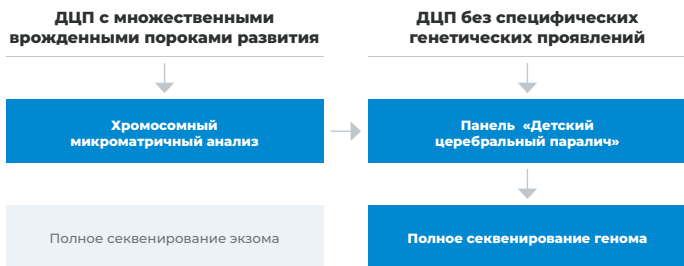 ДЦП с множественными
врожденными пороками развития
ДЦП без специфических
генетических проявлений
Хромосомный
микроматричный анализ
Панель «Детский
церебральный паралич»
Полное секвенирование экзома
Полное секвенирование генома